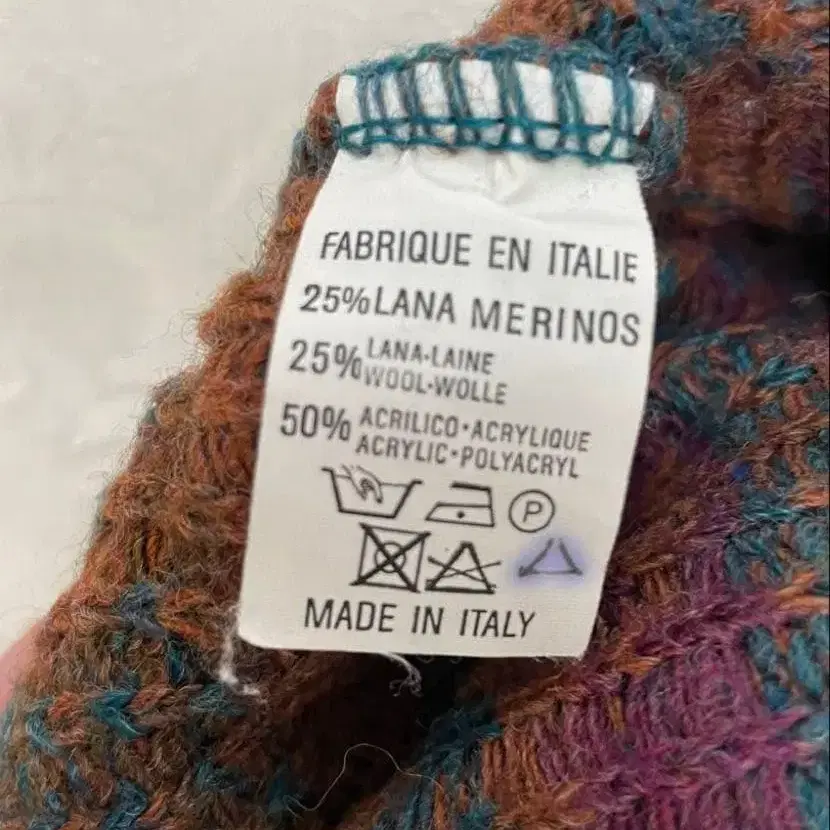 FABRIQUE EN ITALIE
25% LANA MERINOS
25% LANA-LAINE
WOOL-WOLLE
50% ACRILICO•ACRYLIQUE
ACRYLIC•POLYACRYL
P
MADE IN ITALY